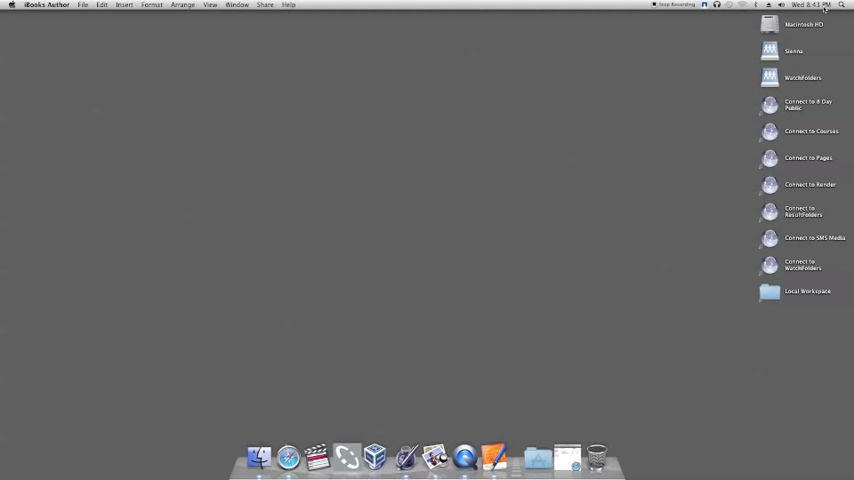 iBooks Author File Edit Insert Format Arrange View Window Share Help Stop Recording Wed 8:41 PM
Macintosh HD
Sienna
WatchFolders
Connect to 8 Day
Public
Connect to Courses
Connect to Pages
Connect to Render
Connect to
ResultFolders
Connect to SMS Media
Connect to
WatchFolders
Local Workspace